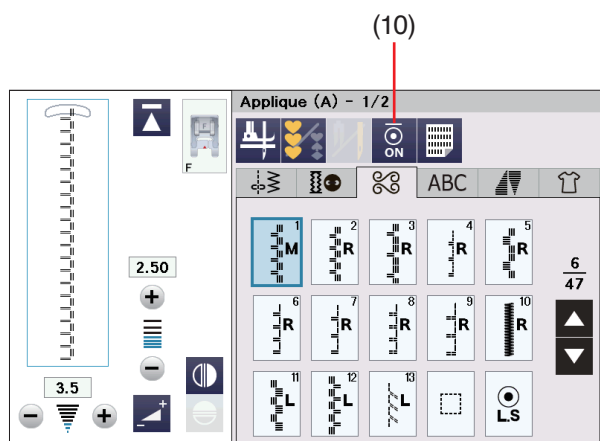 (10)
Applique (A) - 1/2
F
ON
ABC
2.50
3.5
1 M
2 R
3 R
4 R
5 R
6
47
6 R
7 R
8 R
9 R
10 R
11 L
12 L
13 L
L.S